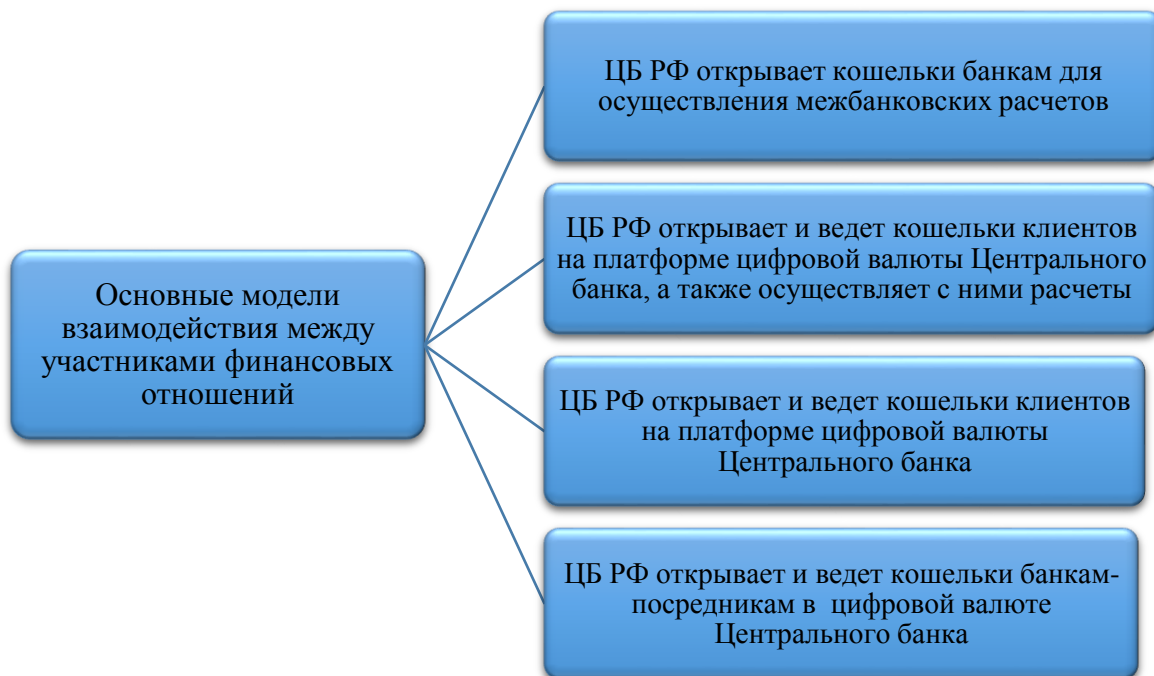 Основные модели
взаимодействия между
участниками финансовых
отношений
ЦБ РФ открывает кошельки банкам для
осуществления межбанковских расчетов
ЦБ РФ открывает и ведет кошельки клиентов
на платформе цифровой валюты Центрального
банка, а также осуществляет с ними расчеты
ЦБ РФ открывает и ведет кошельки клиентов
на платформе цифровой валюты
Центрального банка
ЦБ РФ открывает и ведет кошельки банкам-
посредникам в цифровой валюте
Центрального банка